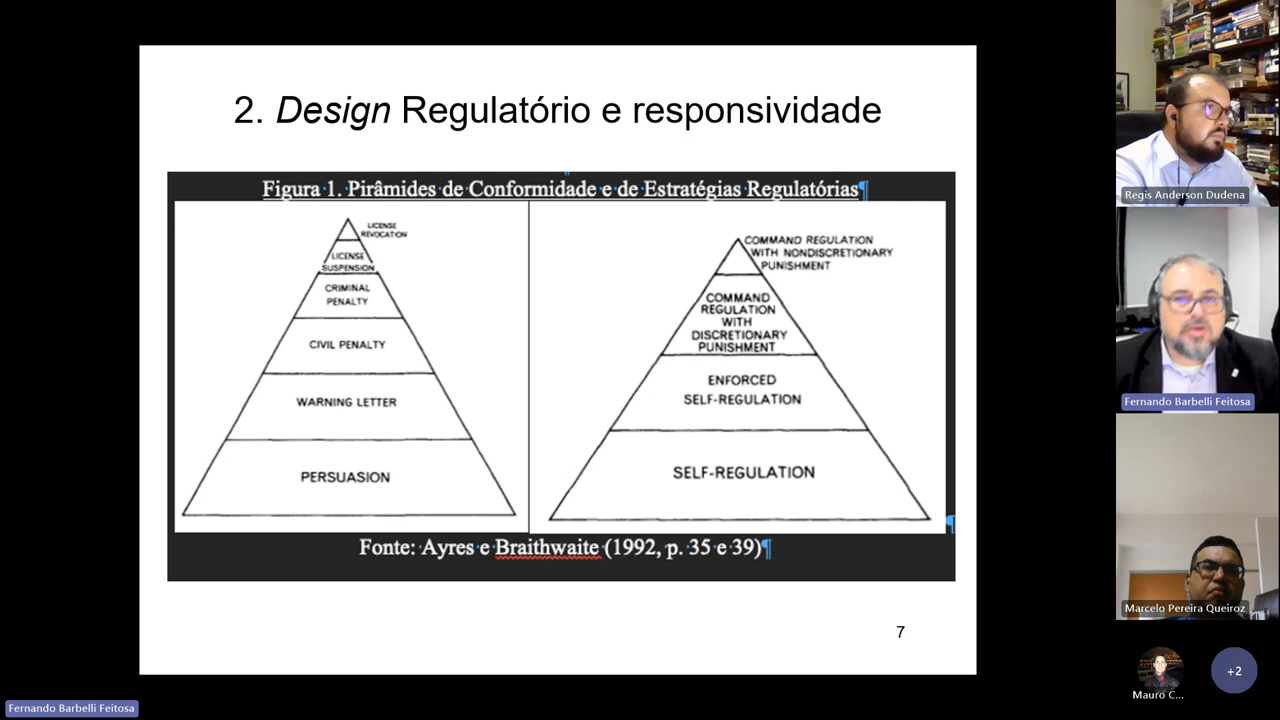 2. Design Regulatório e responsividade
Figura 1. Pirâmides de Conformidade e de Estratégias Regulatórias¶
LICENSE
REVOCATION
LICENSE
SUSPENSION
CRIMINAL
PENALTY
CIVIL PENALTY
WARNING LETTER
PERSUASION
COMMAND REGULATION
WITH NONDISCRETIONARY
PUNISHMENT
COMMAND
REGULATION
WITH
DISCRETIONARY
PUNISHMENT
ENFORCED
SELF-REGULATION
SELF-REGULATION
¶
Fonte: Ayres e Braithwaite (1992, p. 35 e 39)¶
7
Regis Anderson Dudena
Fernando Barbelli Feitosa
Marcelo Pereira Queiroz
Mauro C...
+2
Fernando Barbelli Feitosa